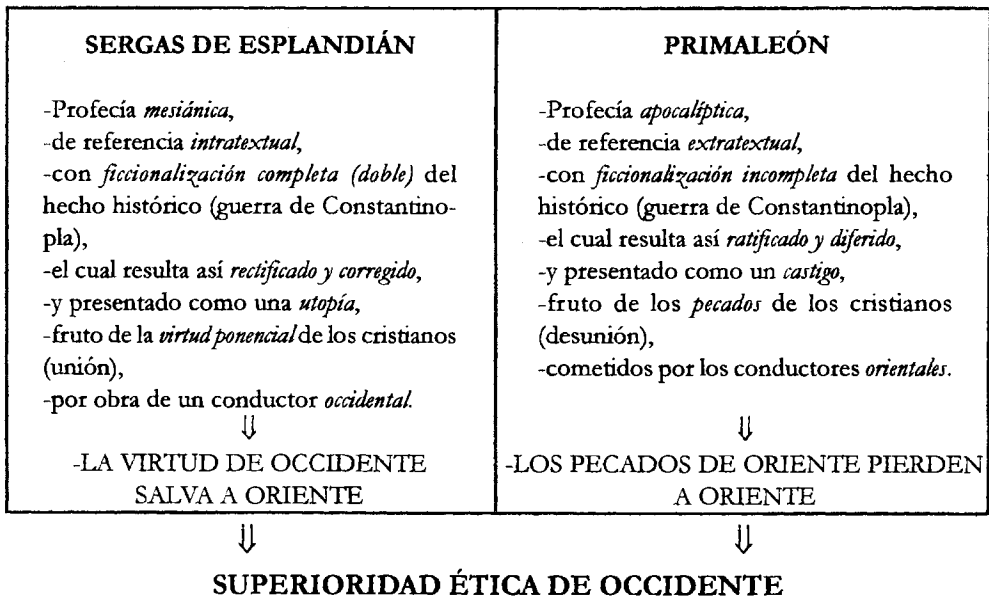 SERGAS DE ESPLANDIÁN
-Profecía mesiánica,
-de referencia intratextual,
-con ficcionalización completa (doble) del
hecho histórico (guerra de Constantino-
pla),
-el cual resulta así rectificado y corregido,
-y presentado como una utopía,
-fruto de la virtud ponencial de los cristianos
(unión),
-por obra de un conductor occidental.
⇓
-LA VIRTUD DE OCCIDENTE
SALVA A ORIENTE
⇓
PRIMALEÓN
-Profecía apocalíptica,
-de referencia extratextual,
-con ficcionalización incompleta del hecho
histórico (guerra de Constantinopla),
-el cual resulta así ratificado y diferido,
-y presentado como un castigo,
-fruto de los pecados de los cristianos
(desunión),
-cometidos por los conductores orientales.
⇓
-LOS PECADOS DE ORIENTE PIERDEN
A ORIENTE
⇓
SUPERIORIDAD ÉTICA DE OCCIDENTE